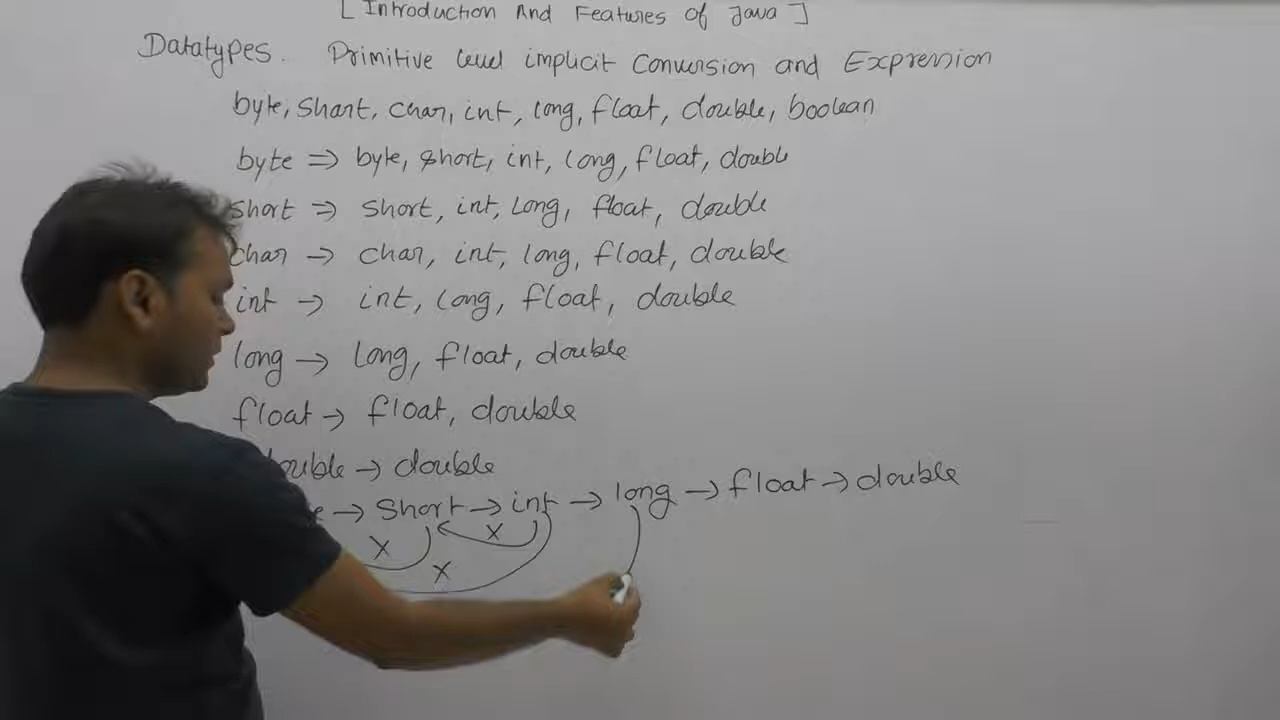 [ Introduction And Features of Java ]
Datatypes. Primitive level implicit Conversion and Expression
byte, Short, char, int, long, float, double, boolean
byte => byte, short, int, long, float, double
short => short, int, Long, float, double
char -> char, int, long, float, double
int -> int, long, float, double
long -> long, float, double
float -> float, double
ouble -> double
e -> Short -> int -> long -> float -> double
X X
X